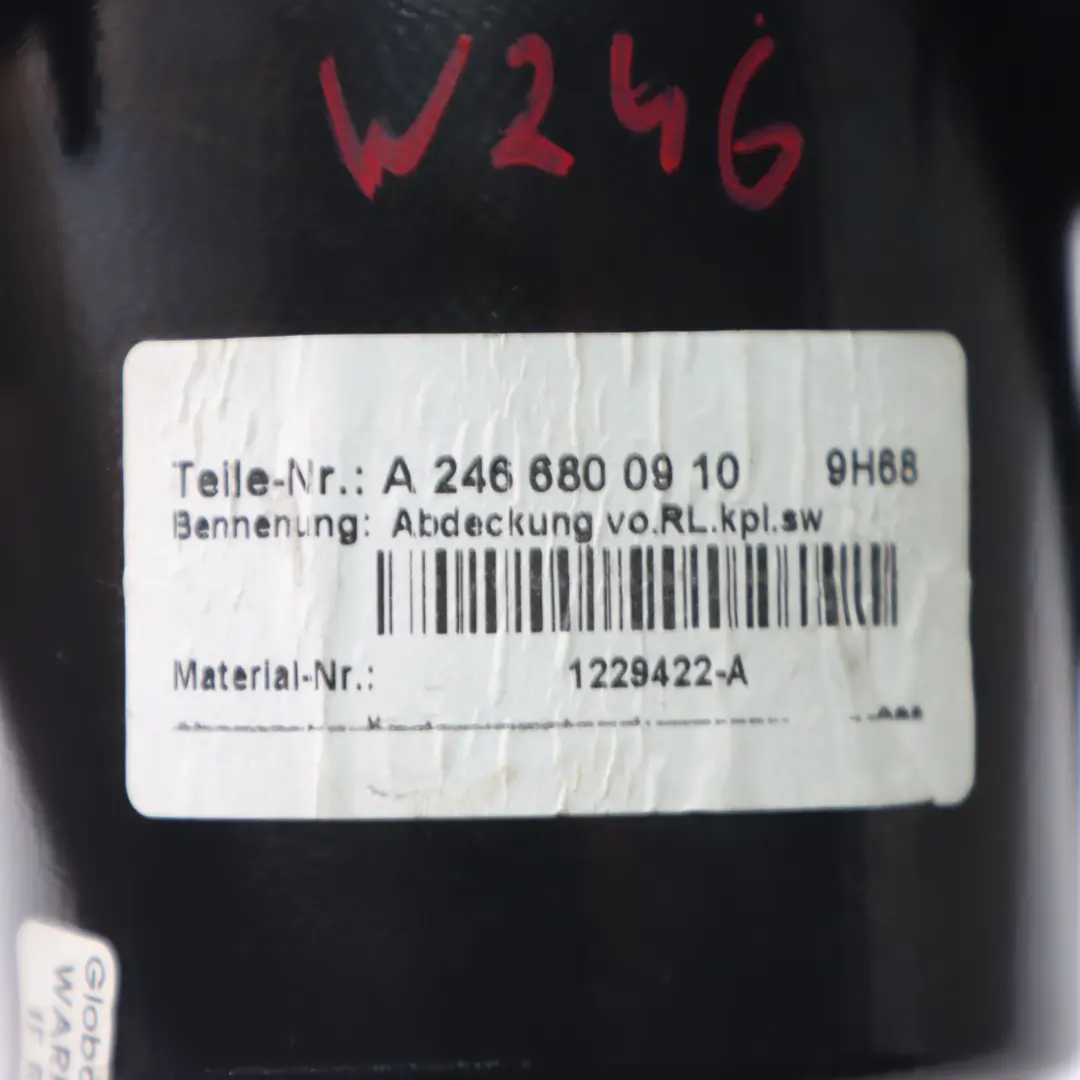 W246
Teile-Nr.: A 246 680 09 10 9H68
Bennenung: Abdeckung vo.RL.kpl.sw
Material-Nr.: 1229422-A